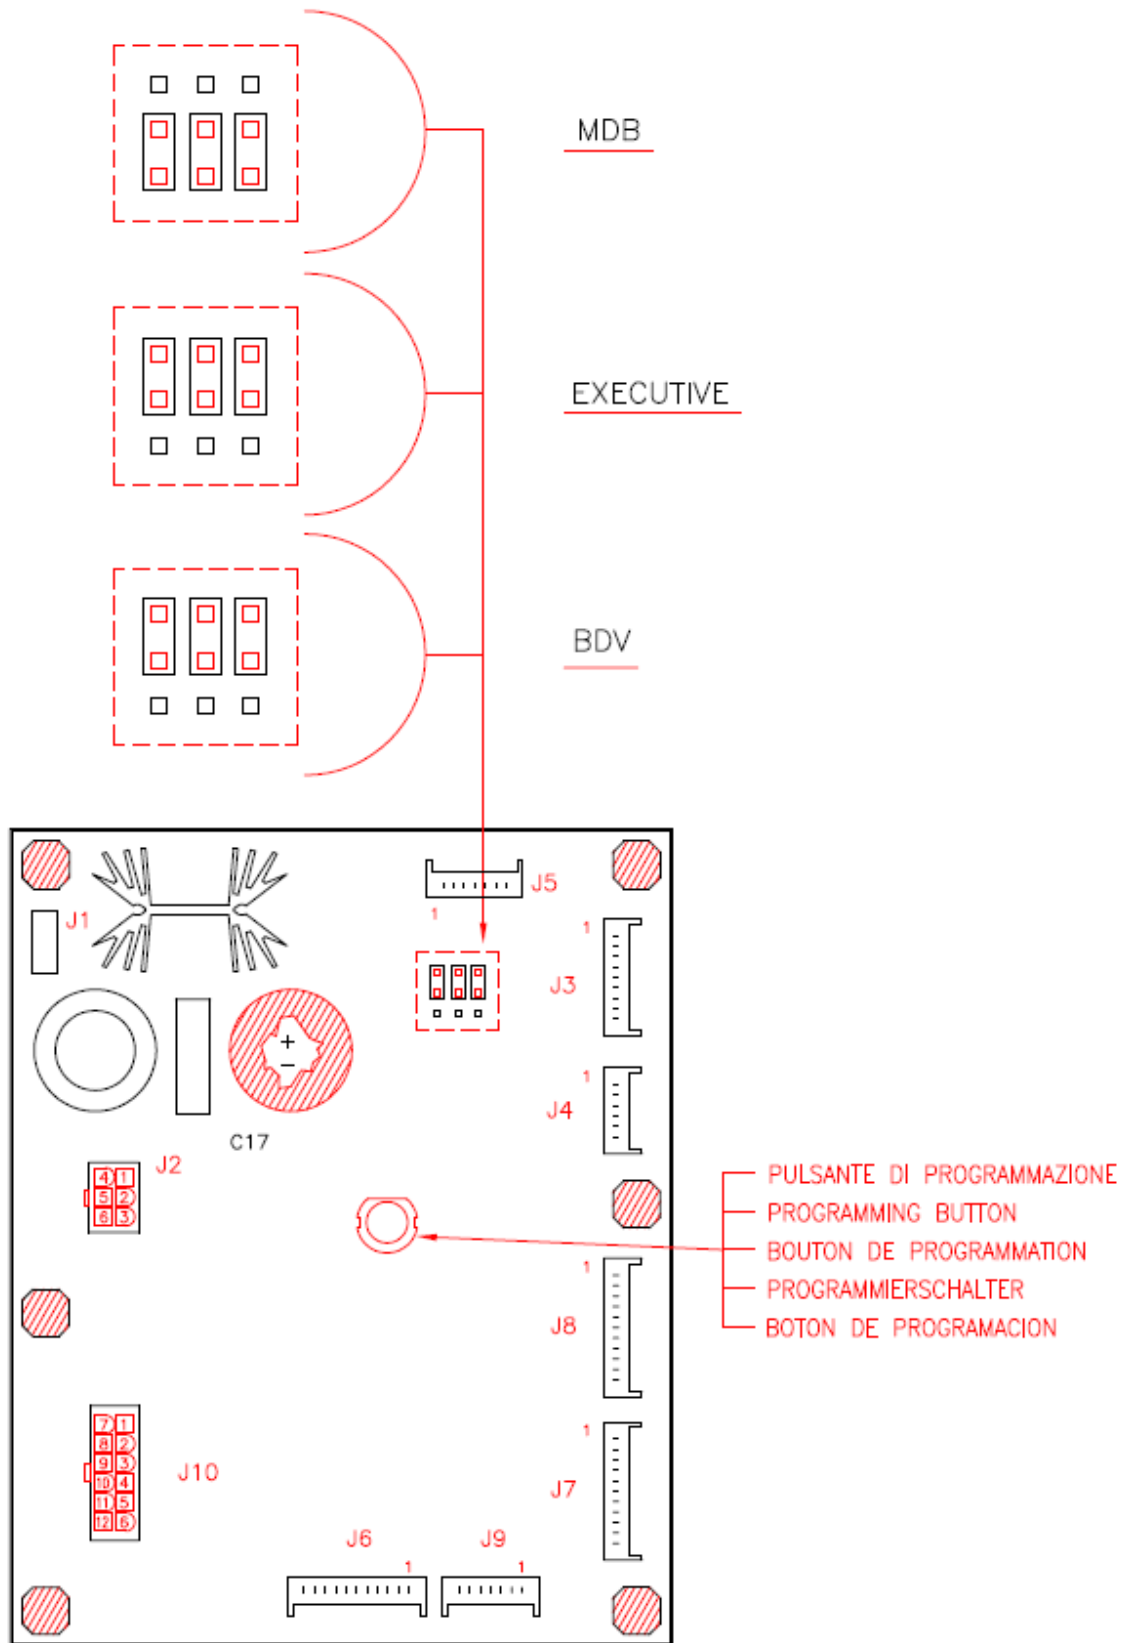 MDB
EXECUTIVE
BDV
J5
1
J1
1
J3
+
−
1
J4
C17
J2
4 1
5 2
6 3
PULSANTE DI PROGRAMMAZIONE
PROGRAMMING BUTTON
BOUTON DE PROGRAMMATION
PROGRAMMIERSCHALTER
BOTON DE PROGRAMACION
1
J8
7 1
8 2
9 3
10 4
11 5
12 6
J10
1
J7
J6
1
J9
1